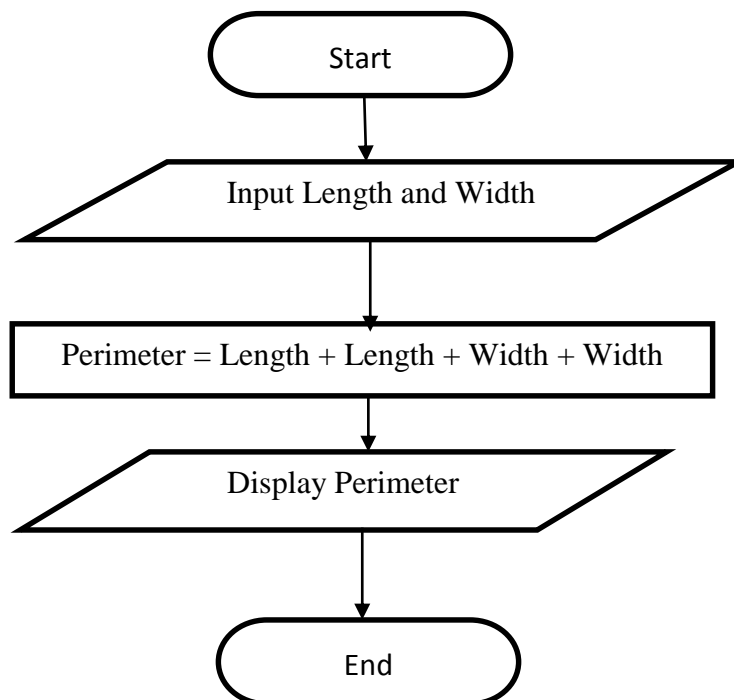 Start
Input Length and Width
Perimeter = Length + Length + Width + Width
Display Perimeter
End